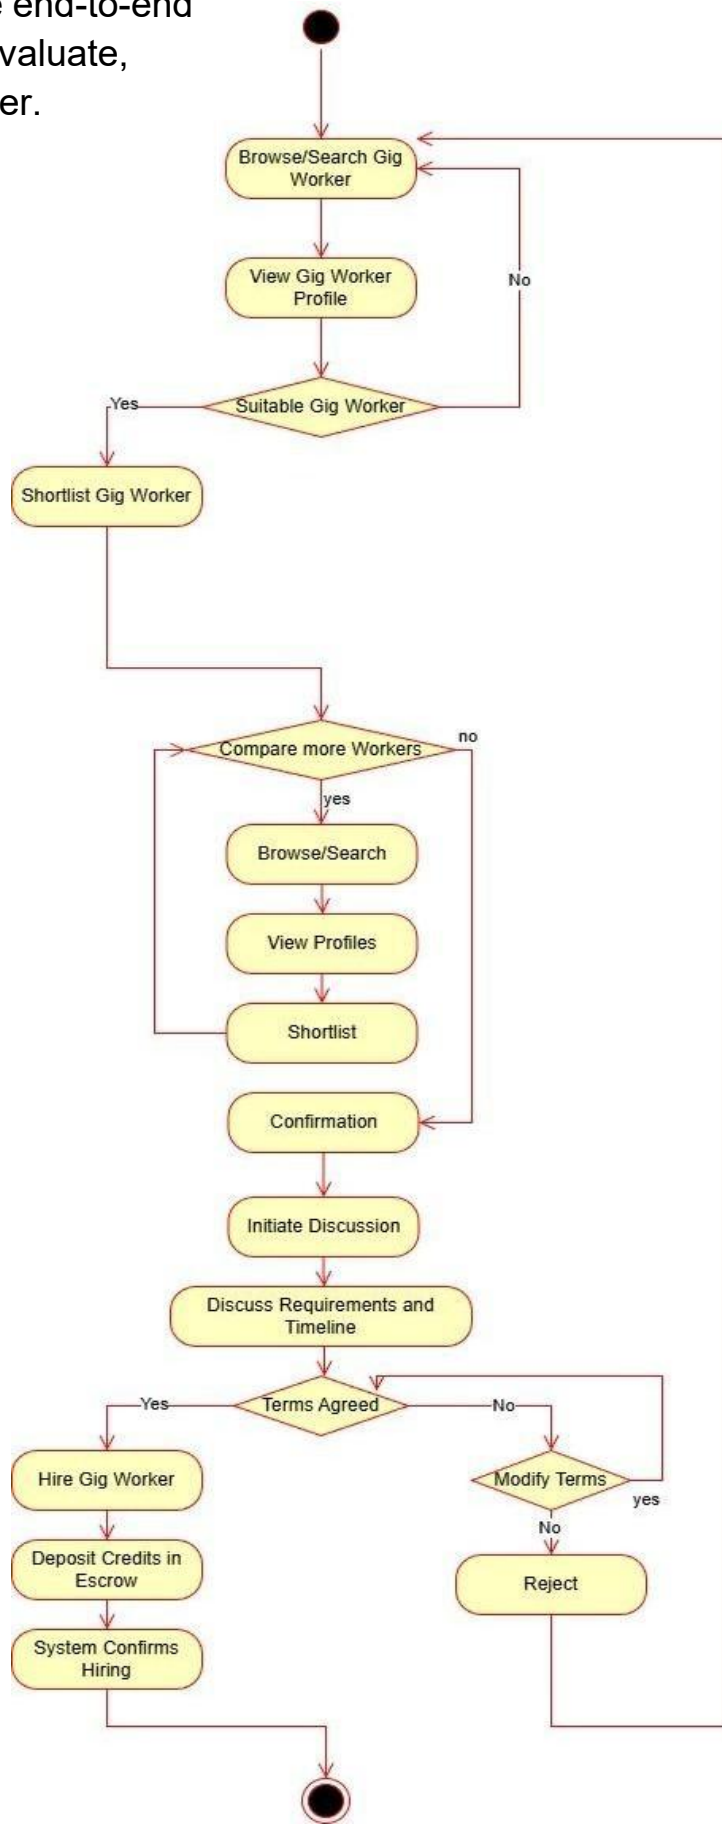 end-to-end
valuate,
er.
Browse/Search Gig
Worker
View Gig Worker
Profile
No
Suitable Gig Worker
Yes
Shortlist Gig Worker
Compare more Workers
no
yes
Browse/Search
View Profiles
Shortlist
Confirmation
Initiate Discussion
Discuss Requirements and
Timeline
Terms Agreed
Yes
No
Hire Gig Worker
Modify Terms
yes
No
Deposit Credits in
Escrow
Reject
System Confirms
Hiring